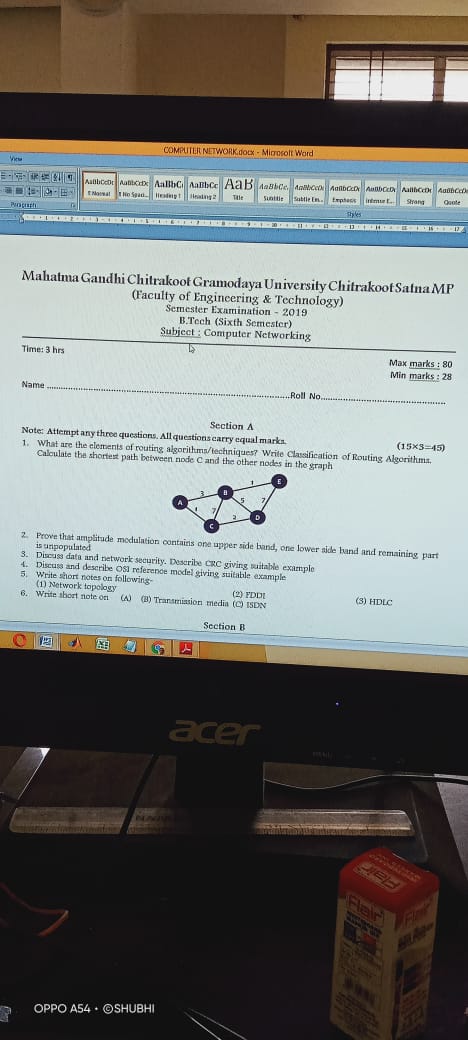 COMPUTER NETWORK.docx - Microsoft Word
View
AaBbCcDc AaBbCcDc AaBbC AaBbCc AaB AaBbCc. AaBbCcDc AaBbCcDc AaBbCcDc AaBbCcDc AaBbCcDc
¶ Normal ¶ No Spaci... Heading 1 Heading 2 Title Subtitle Subtle Em... Emphasis Intense E... Strong Quote
Paragraph Styles
Mahatma Gandhi Chitrakoot Gramodaya University Chitrakoot Satna MP
(Faculty of Engineering & Technology)
Semester Examination - 2019
B.Tech (Sixth Semester)
Subject : Computer Networking
Time: 3 hrs Max marks : 80
Min marks : 28
Name ........ Roll No........
Section A
Note: Attempt any three questions. All questions carry equal marks. (15×3=45)
1. What are the elements of routing algorithms/techniques? Write Classification of Routing Algorithms.
Calculate the shortest path between node C and the other nodes in the graph
E
1
3 B
A 5 7
1 7
2 D
C
2. Prove that amplitude modulation contains one upper side band, one lower side band and remaining part
is unpopulated
3. Discuss data and network security. Describe CRC giving suitable example
4. Discuss and describe OSI reference model giving suitable example
5. Write short notes on following-
(1) Network topology (2) FDDI (3) HDLC
6. Write short note on (A) (B) Transmission media (C) ISDN
Section B
acer
Flair
Flair
Flair
OPPO A54 • ©SHUBHI